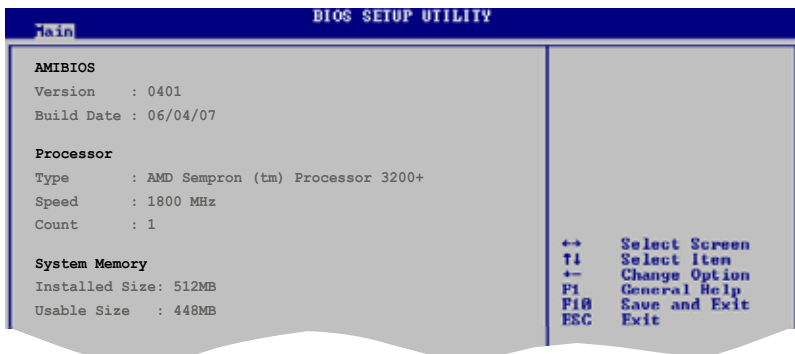 BIOS SETUP UTILITY
Main
AMIBIOS
Version : 0401
Build Date : 06/04/07
Processor
Type : AMD Sempron (tm) Processor 3200+
Speed : 1800 MHz
Count : 1
System Memory
Installed Size: 512MB
Usable Size : 448MB
←→ Select Screen
↑↓ Select Item
+- Change Option
F1 General Help
F10 Save and Exit
ESC Exit